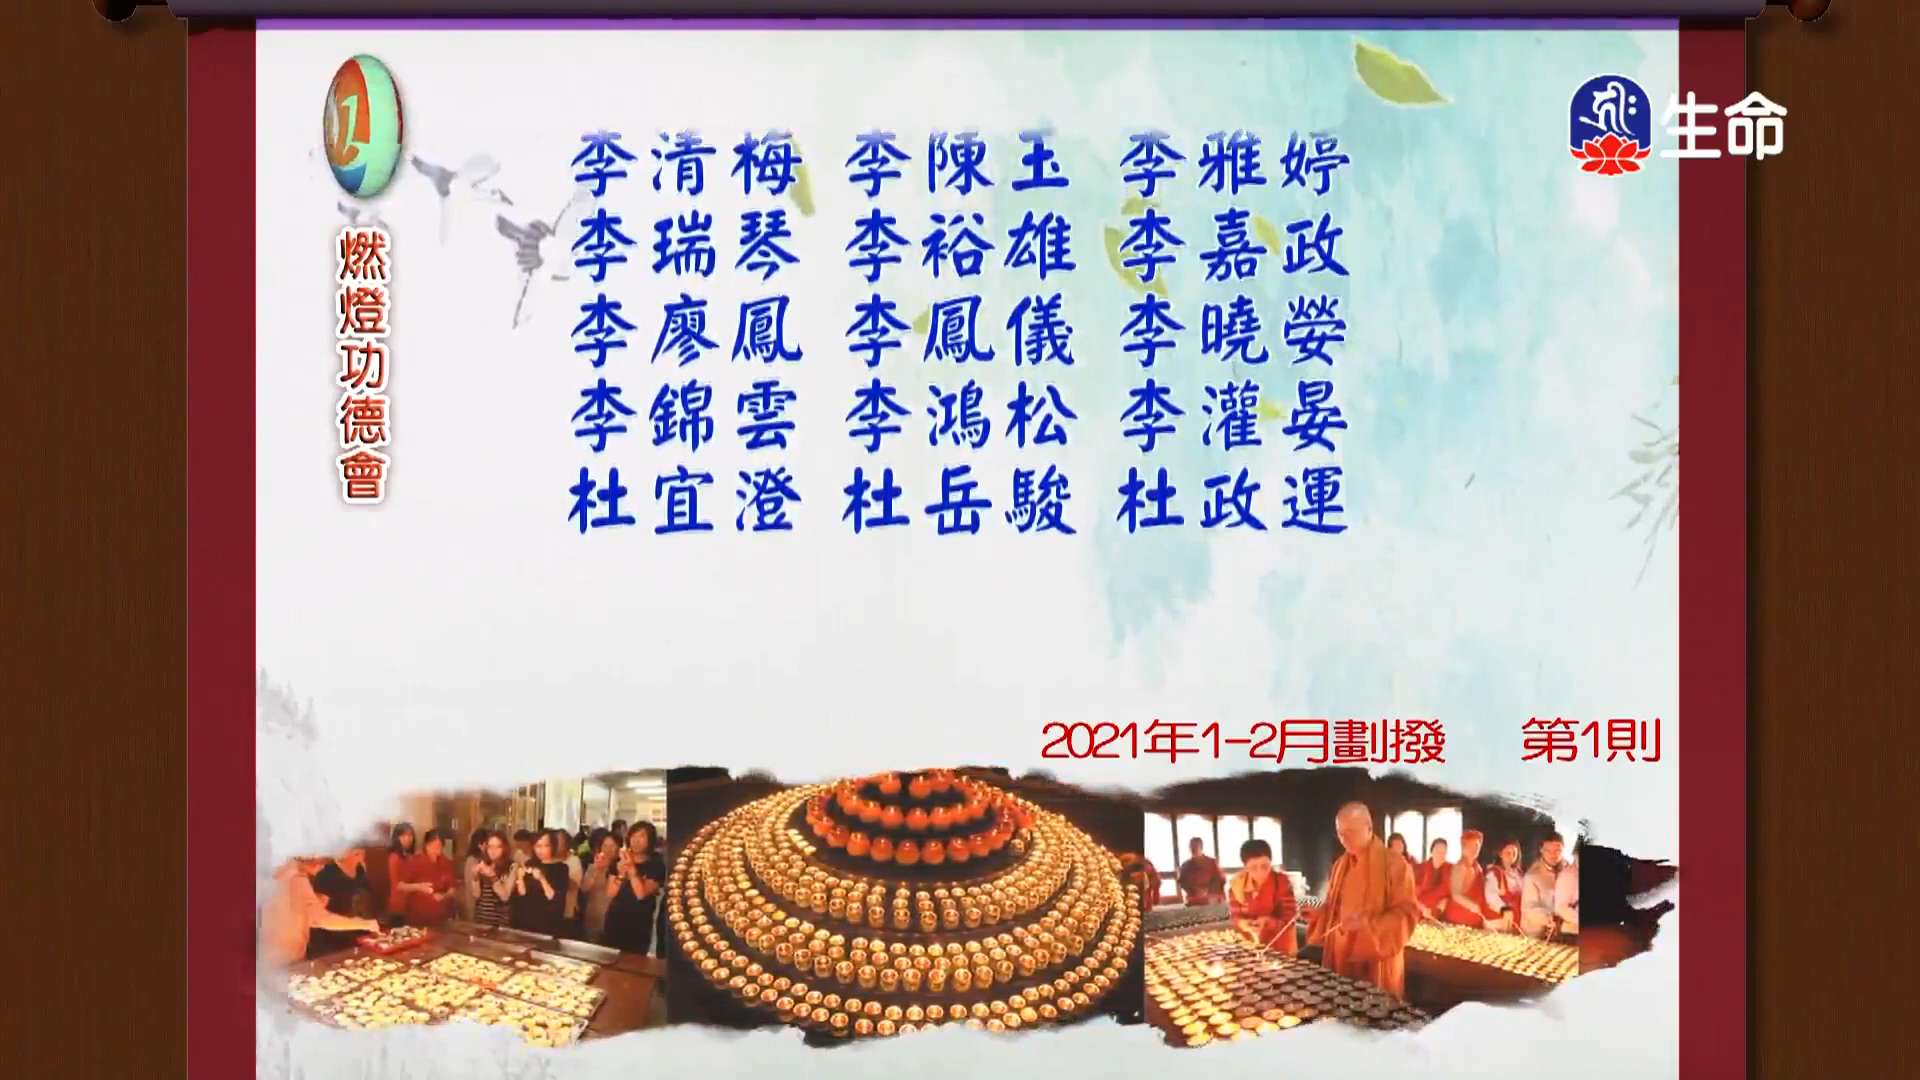 生命
燃燈功德會
李清梅 李陳玉 李雅婷
李瑞琴 李裕雄 李嘉政
李廖鳳 李鳳儀 李曉嫈
李錦雲 李鴻松 李灌晏
杜宜澄 杜岳駿 杜政運
2021年1-2月劃撥 第1則